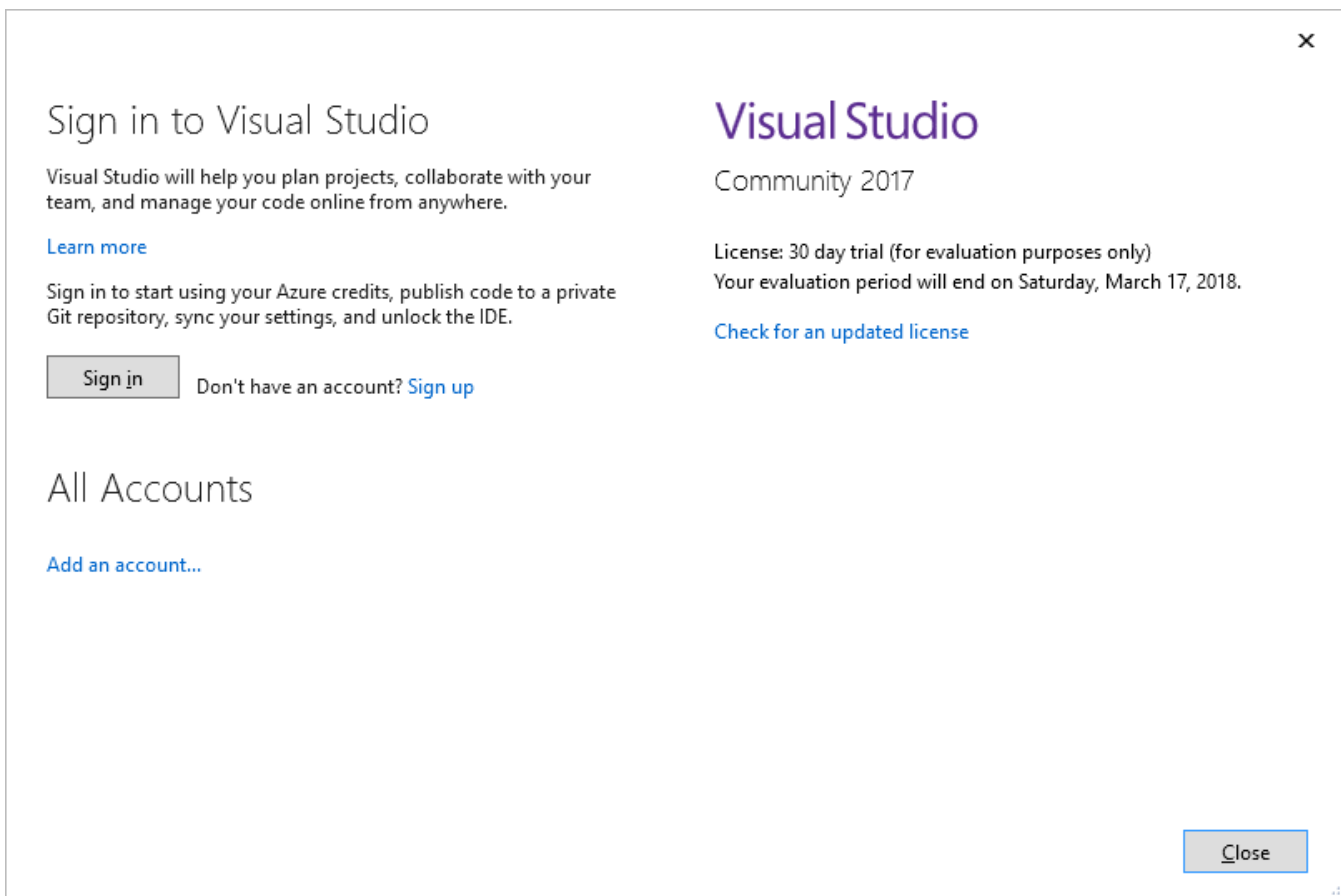 Sign in to Visual Studio
Visual Studio will help you plan projects, collaborate with your
team, and manage your code online from anywhere.
Learn more
Sign in to start using your Azure credits, publish code to a private
Git repository, sync your settings, and unlock the IDE.
Sign in
Don't have an account? Sign up
All Accounts
Add an account...
Visual Studio
Community 2017
License: 30 day trial (for evaluation purposes only)
Your evaluation period will end on Saturday, March 17, 2018.
Check for an updated license
Close